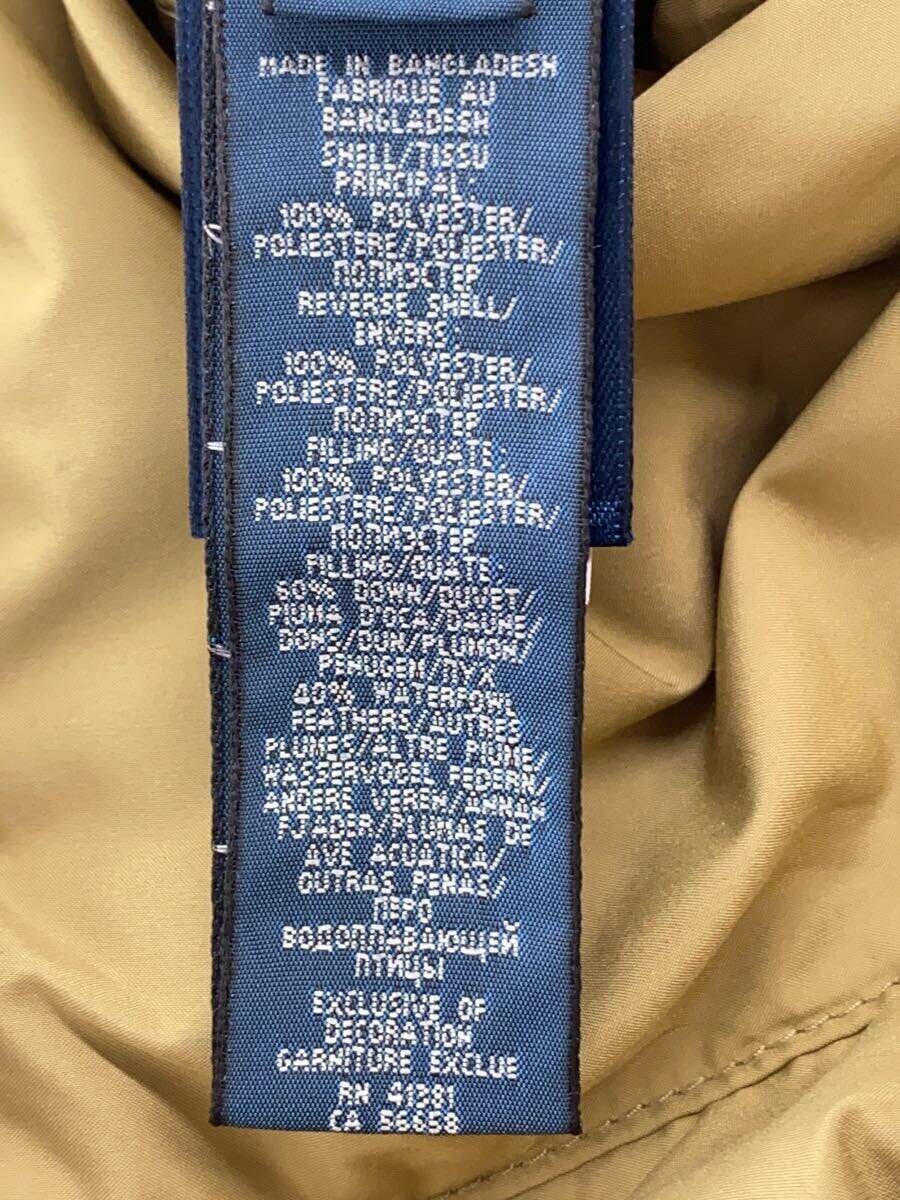 MADE IN BANGLADESH
FABRIQUE AU
BANGLADESH
SHELL/TISSU
PRINCIPAL:
100% POLYESTER/
POLIESTERE/POLIESTER/
ПОЛИЭСТЕР
REVERSE SHELL/
ENVERS
100% POLYESTER/
POLIESTERE/POLIESTER/
ПОЛИЭСТЕР
FILLING/OUATE
100% POLYESTER/
POLIESTERE/POLIESTER/
ПОЛИЭСТЕР
FILLING/OUATE:
60% DOWN/DUVET/
PIUMA D'OCA/DAUNE/
DONS/DUN/PLUMON/
PENUGEM/ПУХ
40% WATERFOWL
FEATHERS/AUTRES
PLUMES/ALTRE PIUME/
WASSERVOGEL FEDERN/
ANDERE VEREN/ANNAN
FJADER/PLUMAS DE
AVE ACUATICA/
OUTRAS PENAS/
ПЕРО
ВОДОПЛАВАЮЩЕЙ
ПТИЦЫ
EXCLUSIVE OF
DECORATION
GARNITURE EXCLUE
RN 41381
CA 56658